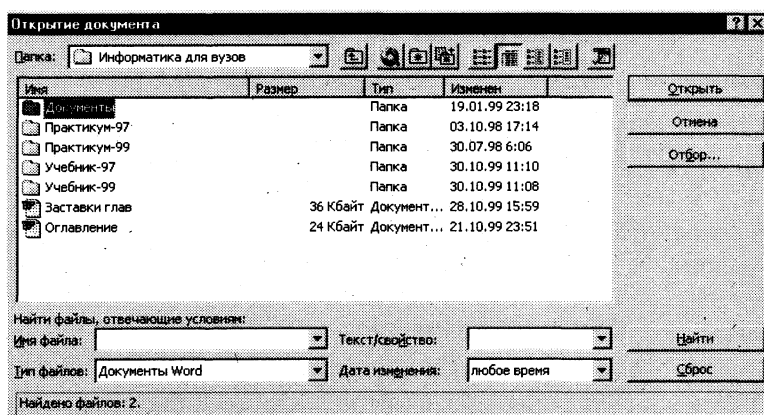 Открытие документа
Папка: Информатика для вузов
Имя Размер Тип Изменен
Открыть
Документы Папка 19.01.99 23:18
Практикум-97 Папка 03.10.98 17:14
Отмена
Практикум-99 Папка 30.07.98 6:06
Отбор...
Учебник-97 Папка 30.10.99 11:10
Учебник-99 Папка 30.10.99 11:08
Заставки глав 36 Кбайт Документ... 28.10.99 15:59
Оглавление 24 Кбайт Документ... 21.10.99 23:51
Найти файлы, отвечающие условиям:
Имя файла: Текст/свойство: Найти
Тип файлов: Документы Word Дата изменения: любое время Сброс
Найдено файлов: 2.